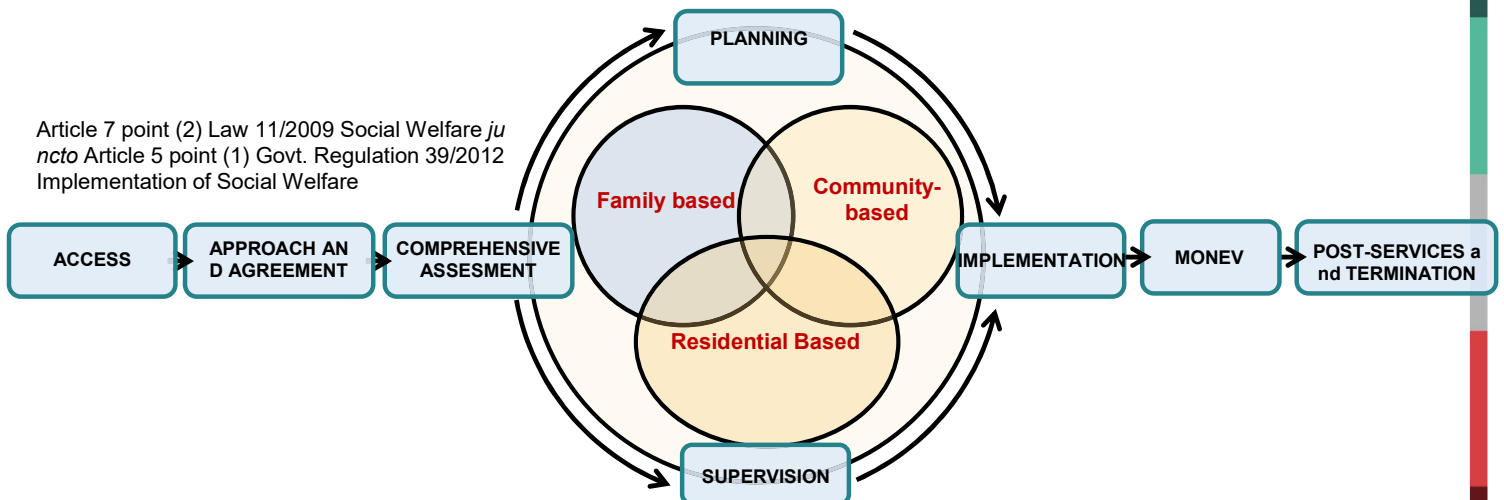 PLANNING
Article 7 point (2) Law 11/2009 Social Welfare ju
ncto Article 5 point (1) Govt. Regulation 39/2012
Implementation of Social Welfare
Family based
Community-
based
ACCESS
APPROACH AN
D AGREEMENT
COMPREHENSIVE
ASSESMENT
IMPLEMENTATION
MONEV
POST-SERVICES a
nd TERMINATION
Residential Based
SUPERVISION